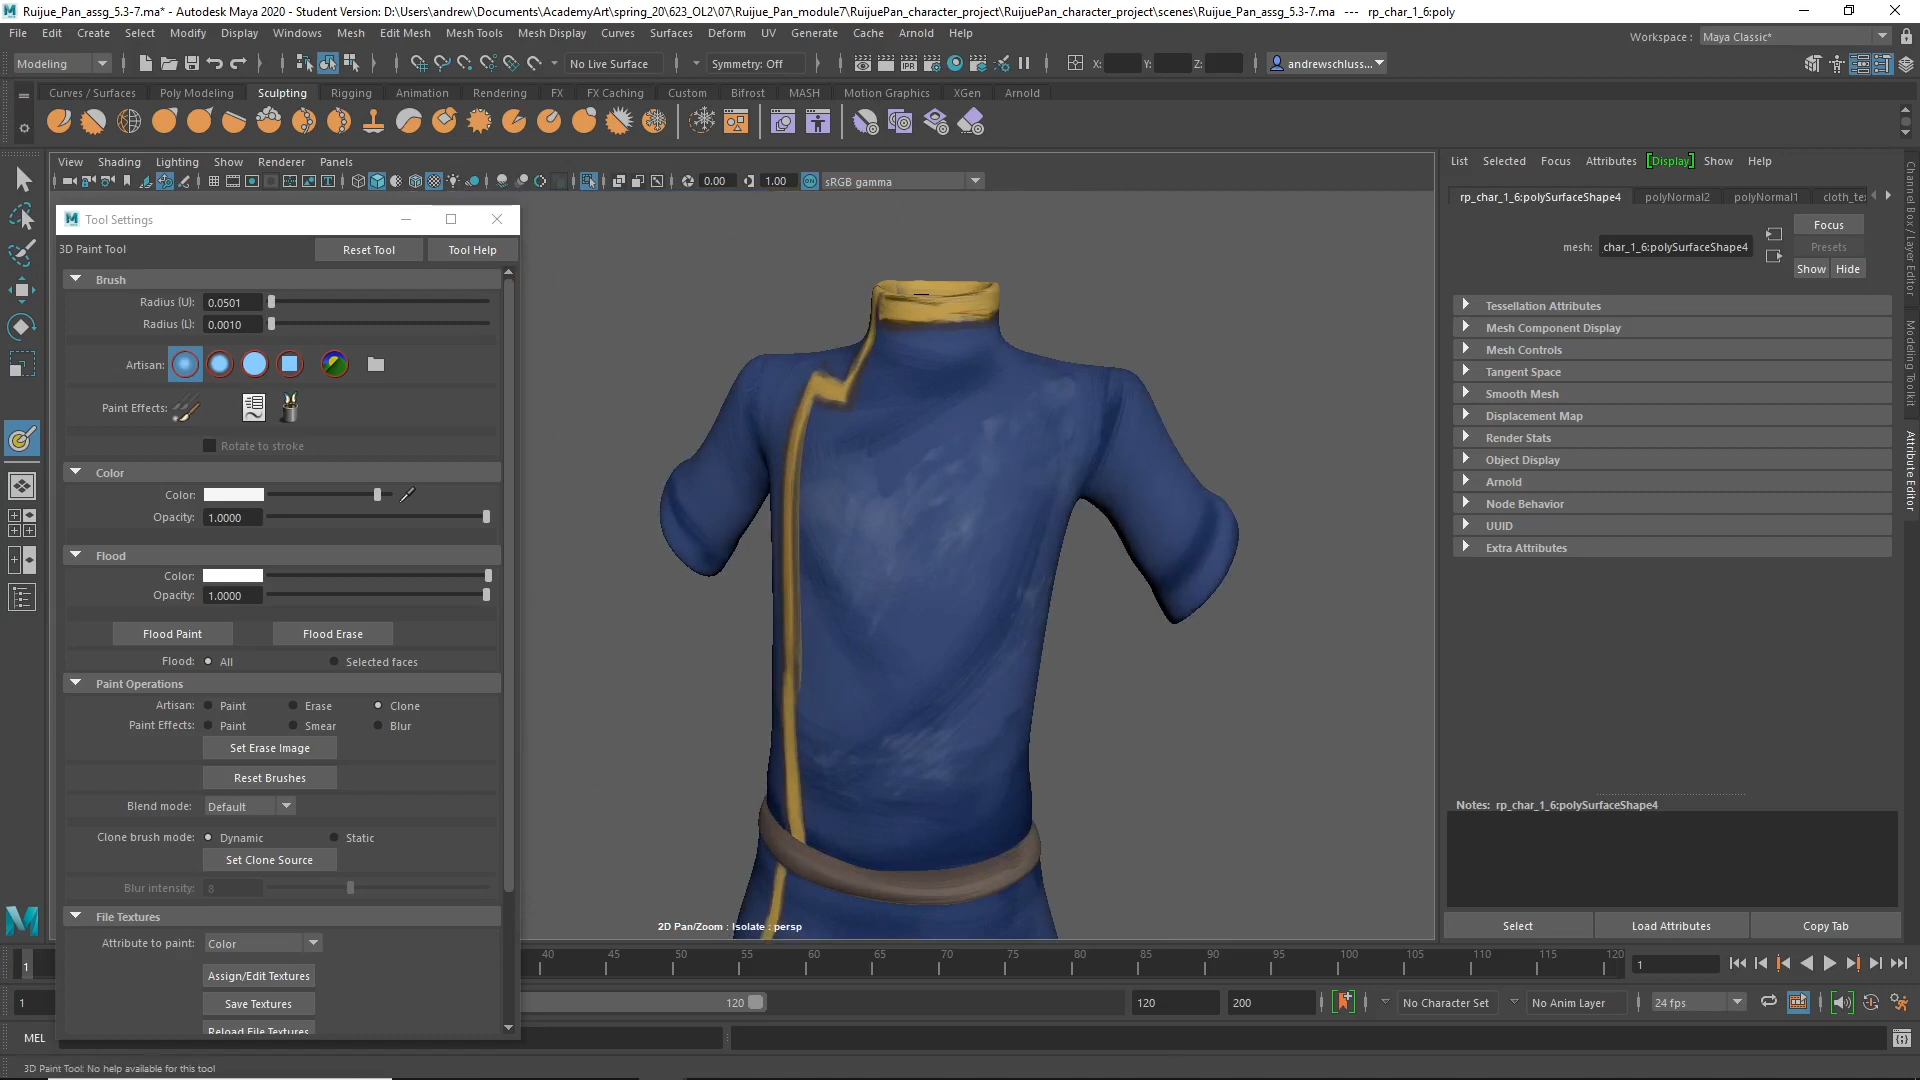 Ruijue_Pan_assg_5.3-7.ma* - Autodesk Maya 2020 - Student Version: D:\Users\andrew\Documents\AcademyArt\spring_20\623_OL2\07\Ruijue_Pan_module7\RuijuePan_character_project\RuijuePan_character_project\scenes\Ruijue_Pan_assg_5.3-7.ma --- rp_char_1_6:poly
File Edit Create Select Modify Display Windows Mesh Edit Mesh Mesh Tools Mesh Display Curves Surfaces Deform UV Generate Cache Arnold Help
Workspace : Maya Classic*
Modeling No Live Surface Symmetry: Off X: Y: Z: andrewschluss...
Curves / Surfaces Poly Modeling Sculpting Rigging Animation Rendering FX FX Caching Custom Bifrost MASH Motion Graphics XGen Arnold
View Shading Lighting Show Renderer Panels
0.00 1.00 sRGB gamma
Tool Settings
3D Paint Tool Reset Tool Tool Help
Brush
Radius (U): 0.0501
Radius (L): 0.0010
Artisan:
Paint Effects:
Rotate to stroke
Color
Color:
Opacity: 1.0000
Flood
Color:
Opacity: 1.0000
Flood Paint Flood Erase
Flood: All Selected faces
Paint Operations
Artisan: Paint Erase Clone
Paint Effects: Paint Smear Blur
Set Erase Image
Reset Brushes
Blend mode: Default
Clone brush mode: Dynamic Static
Set Clone Source
Blur intensity: 8
File Textures
Attribute to paint: Color
Assign/Edit Textures
Save Textures
Reload File Textures
2D Pan/Zoom : Isolate : persp
List Selected Focus Attributes [Display] Show Help
rp_char_1_6:polySurfaceShape4 polyNormal2 polyNormal1
mesh: char_1_6:polySurfaceShape4
Focus
Presets
Show Hide
Tessellation Attributes
Mesh Component Display
Mesh Controls
Tangent Space
Smooth Mesh
Displacement Map
Render Stats
Object Display
Arnold
Node Behavior
UUID
Extra Attributes
Notes: rp_char_1_6:polySurfaceShape4
Select Load Attributes Copy Tab
Channel Box / Layer Editor
Modeling Toolkit
Attribute Editor
1 40 45 50 55 60 65 70 75 80 85 90 95 100 105 110 115 120 1
1 120 120 200 No Character Set No Anim Layer 24 fps
MEL
3D Paint Tool: No help available for this tool